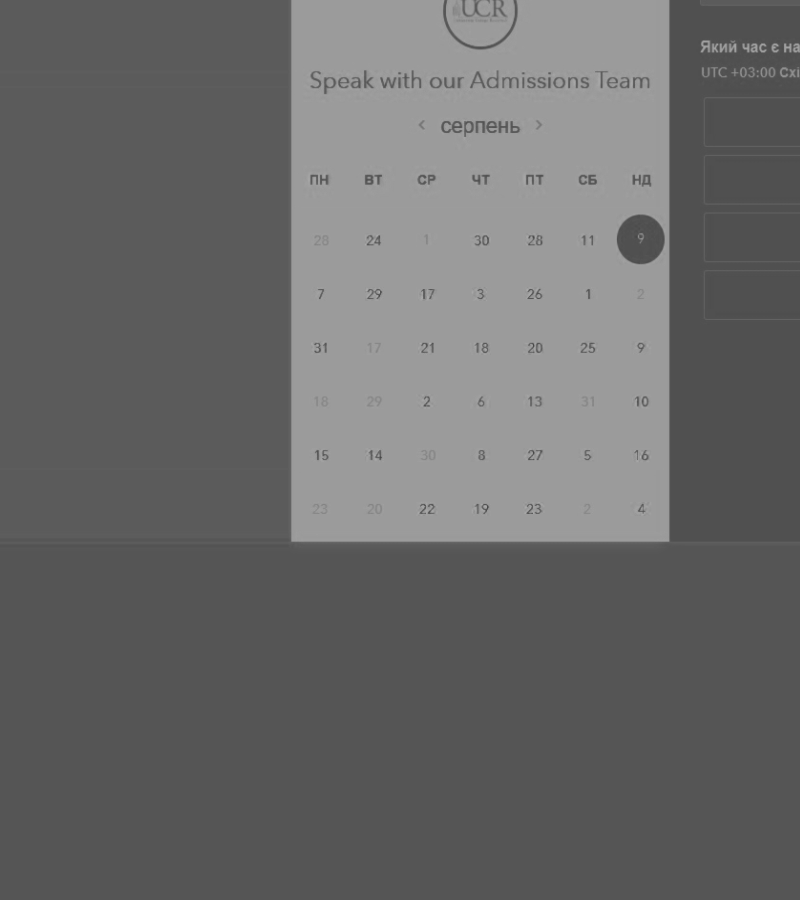 UCR
Speak with our Admissions Team
< серпень >
ПН ВТ СР ЧТ ПТ СБ НД
28 24 1 30 28 11 9
7 29 17 3 26 1 2
31 17 21 18 20 25 9
18 29 2 6 13 31 10
15 14 30 8 27 5 16
23 20 22 19 23 2 4
Який час є на
UTC +03:00 Схі